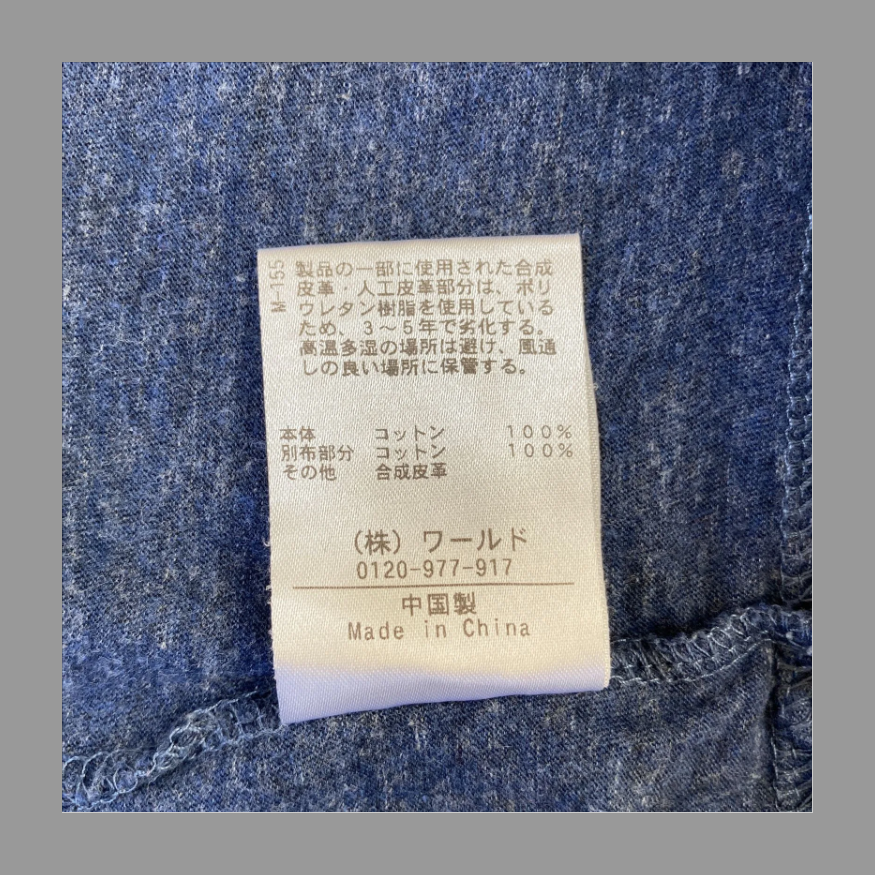 M-155
製品の一部に使用された合成
皮革・人工皮革部分は、ポリ
ウレタン樹脂を使用している
ため、3〜5年で劣化する。
高温多湿の場所は避け、風通
しの良い場所に保管する。
本体 コットン 100%
別布部分 コットン 100%
その他 合成皮革
(株)ワールド
0120-977-917
中国製
Made in China